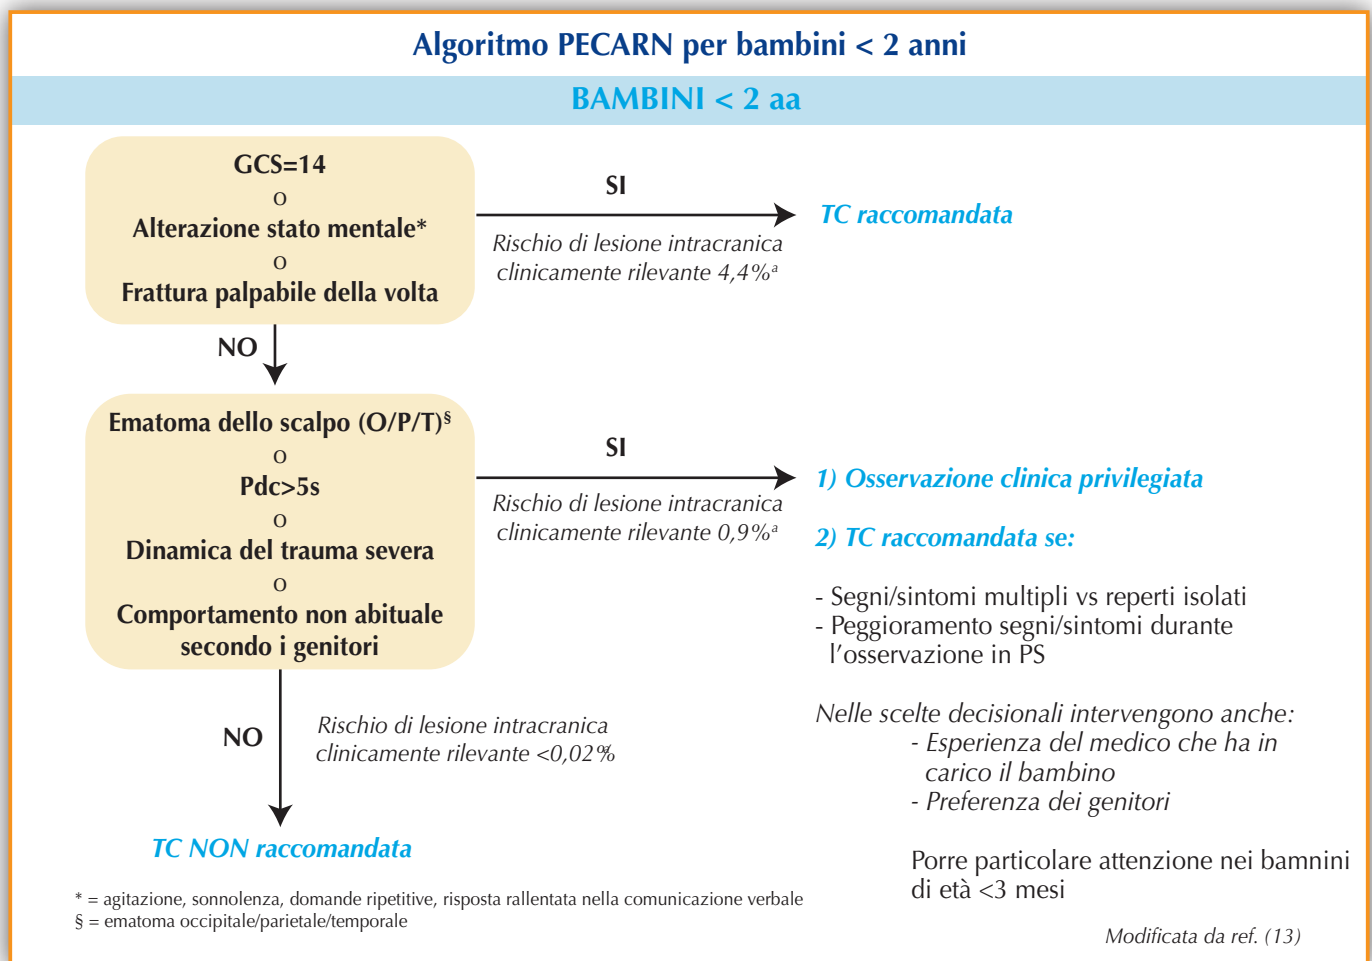 Algoritmo PECARN per bambini < 2 anni
BAMBINI < 2 aa
GCS=14
o
Alterazione stato mentale*
o
Frattura palpabile della volta
SI
Rischio di lesione intracranica
clinicamente rilevante 4,4%ª
TC raccomandata
NO
Ematoma dello scalpo (O/P/T)§
o
Pdc>5s
o
Dinamica del trauma severa
o
Comportamento non abituale
secondo i genitori
SI
Rischio di lesione intracranica
clinicamente rilevante 0,9%ª
1) Osservazione clinica privilegiata
2) TC raccomandata se:
- Segni/sintomi multipli vs reperti isolati
- Peggioramento segni/sintomi durante
l'osservazione in PS
Nelle scelte decisionali intervengono anche:
- Esperienza del medico che ha in
carico il bambino
- Preferenza dei genitori
Porre particolare attenzione nei bamnini
di età <3 mesi
NO
Rischio di lesione intracranica
clinicamente rilevante <0,02%
TC NON raccomandata
* = agitazione, sonnolenza, domande ripetitive, risposta rallentata nella comunicazione verbale
§ = ematoma occipitale/parietale/temporale
Modificata da ref. (13)